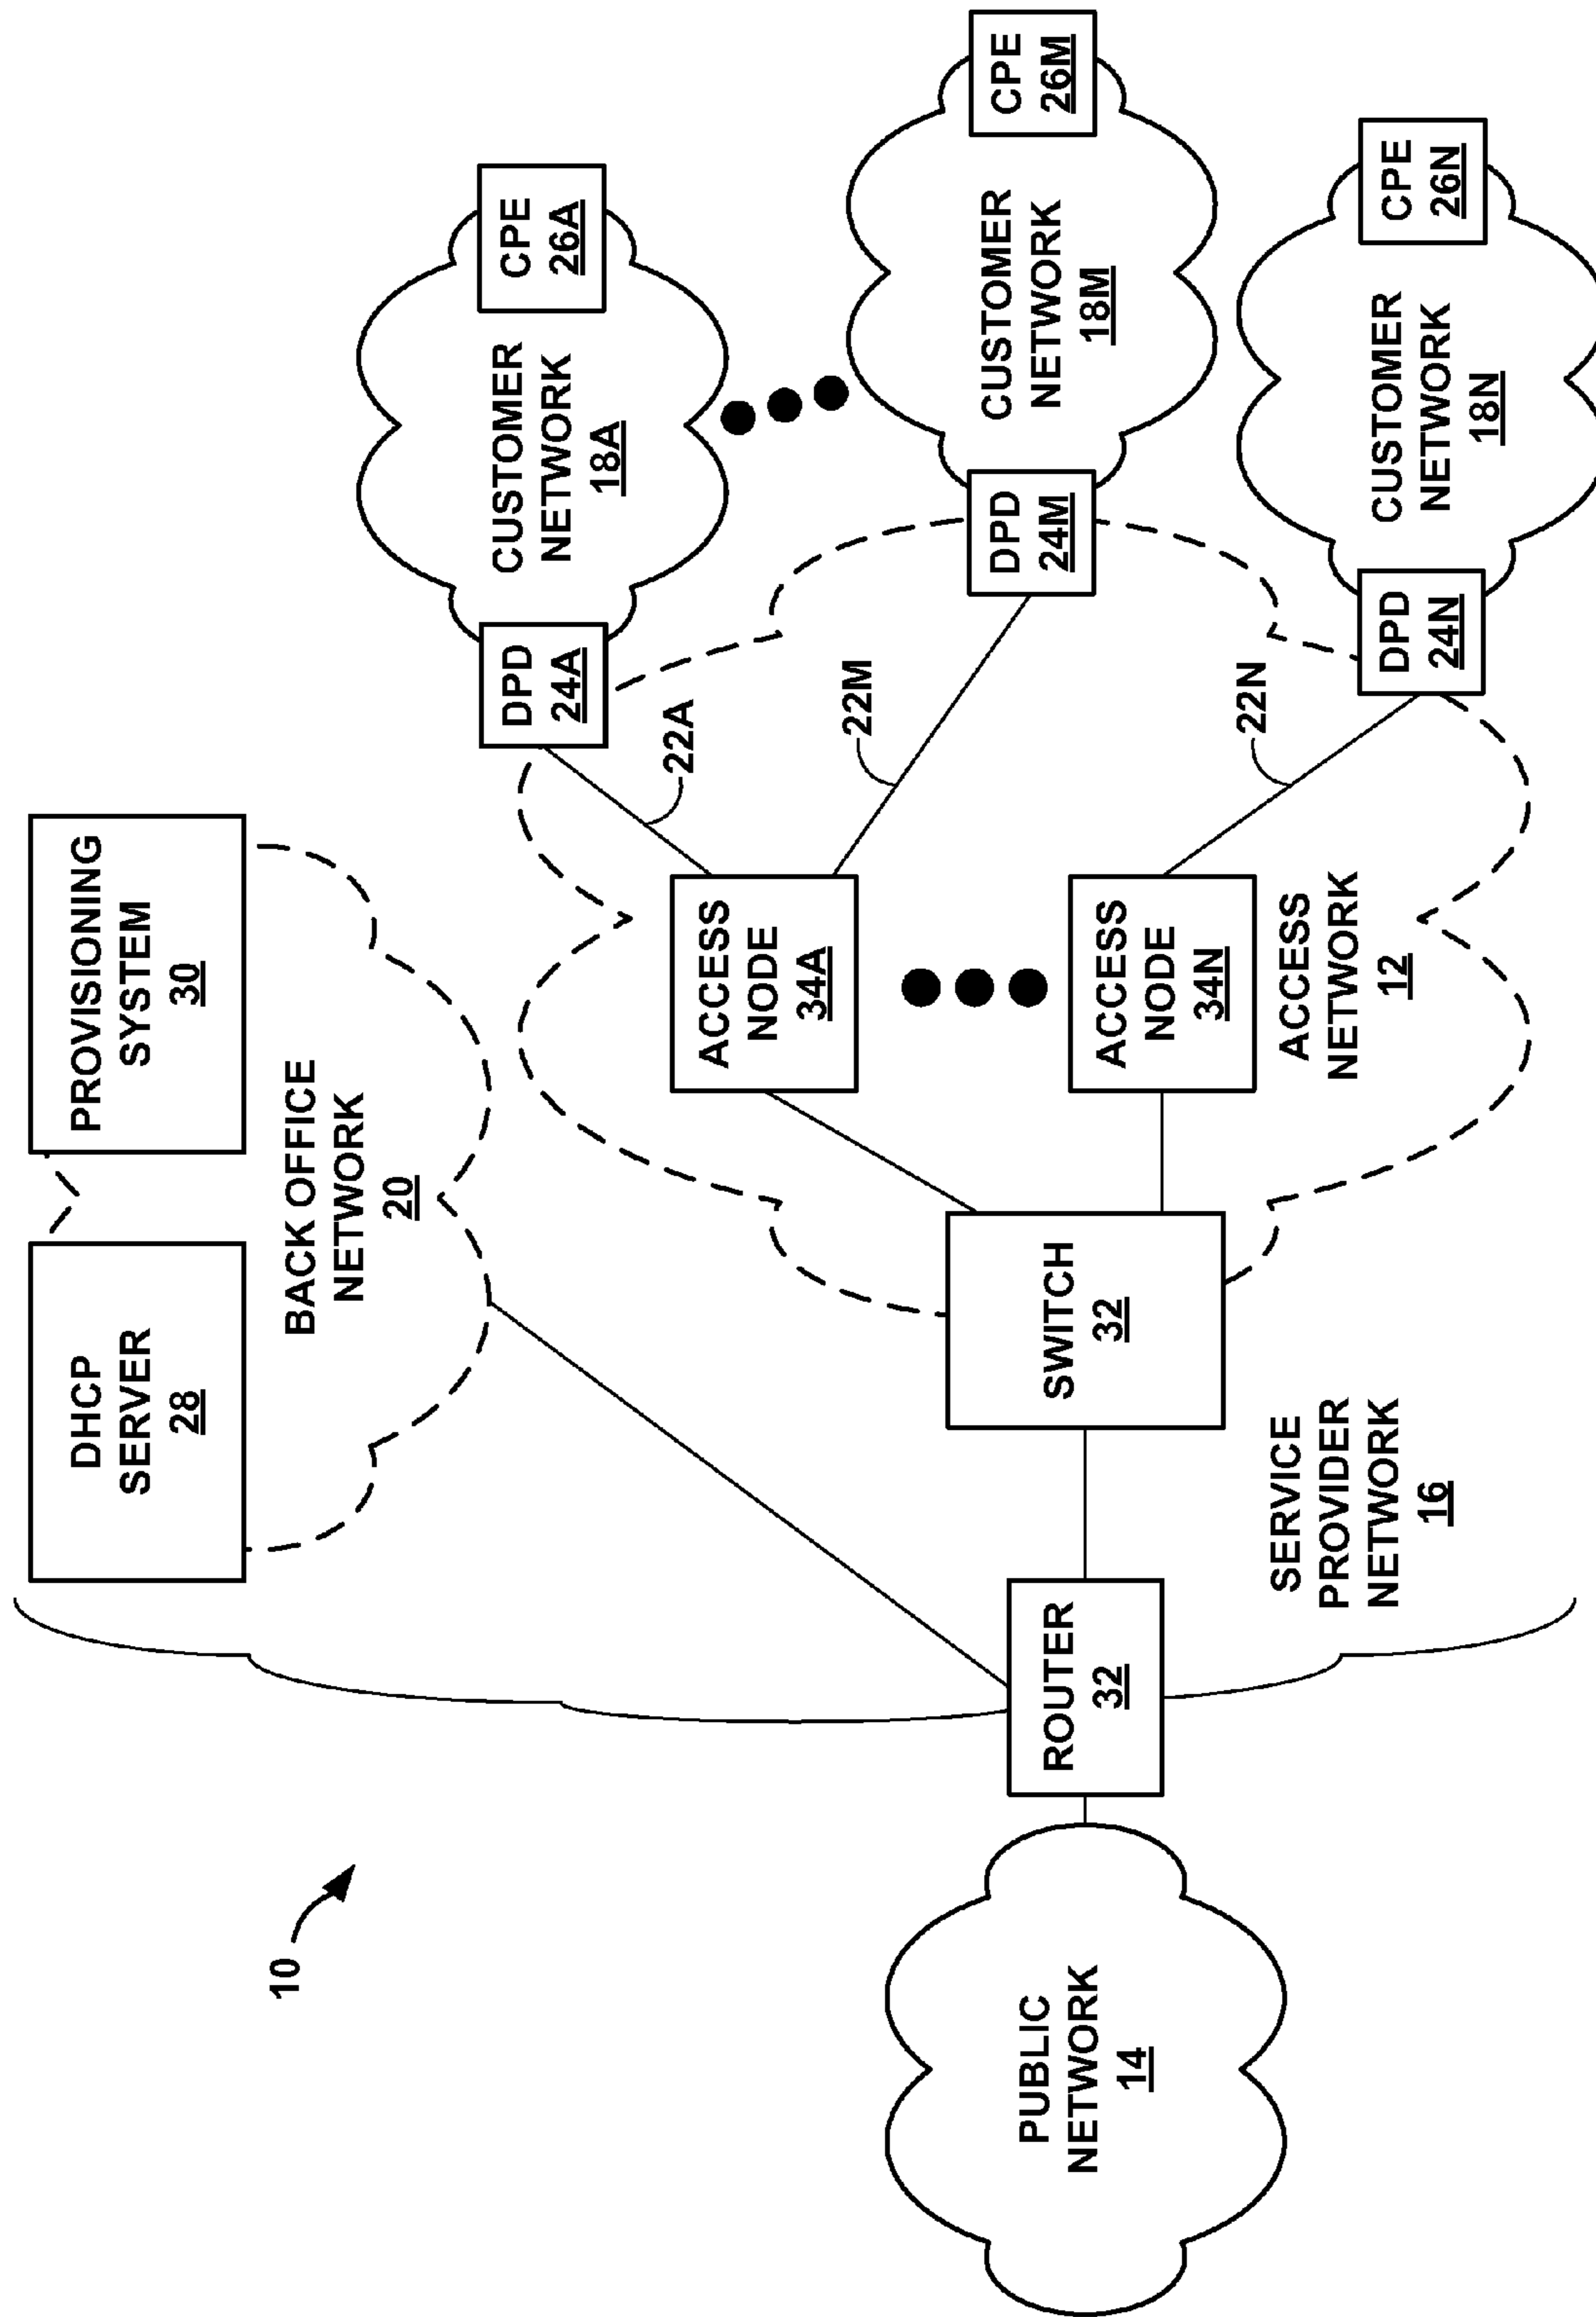 10
DHCP
SERVER
28
PROVISIONING
SYSTEM
30
BACK OFFICE
NETWORK
20
PUBLIC
NETWORK
14
ROUTER
32
SWITCH
32
SERVICE
PROVIDER
NETWORK
16
ACCESS
NODE
34A
ACCESS
NODE
34N
ACCESS
NETWORK
12
22A
22M
22N
DPD
24A
CUSTOMER
NETWORK
18A
CPE
26A
DPD
24M
CUSTOMER
NETWORK
18M
CPE
26M
DPD
24N
CUSTOMER
NETWORK
18N
CPE
26N